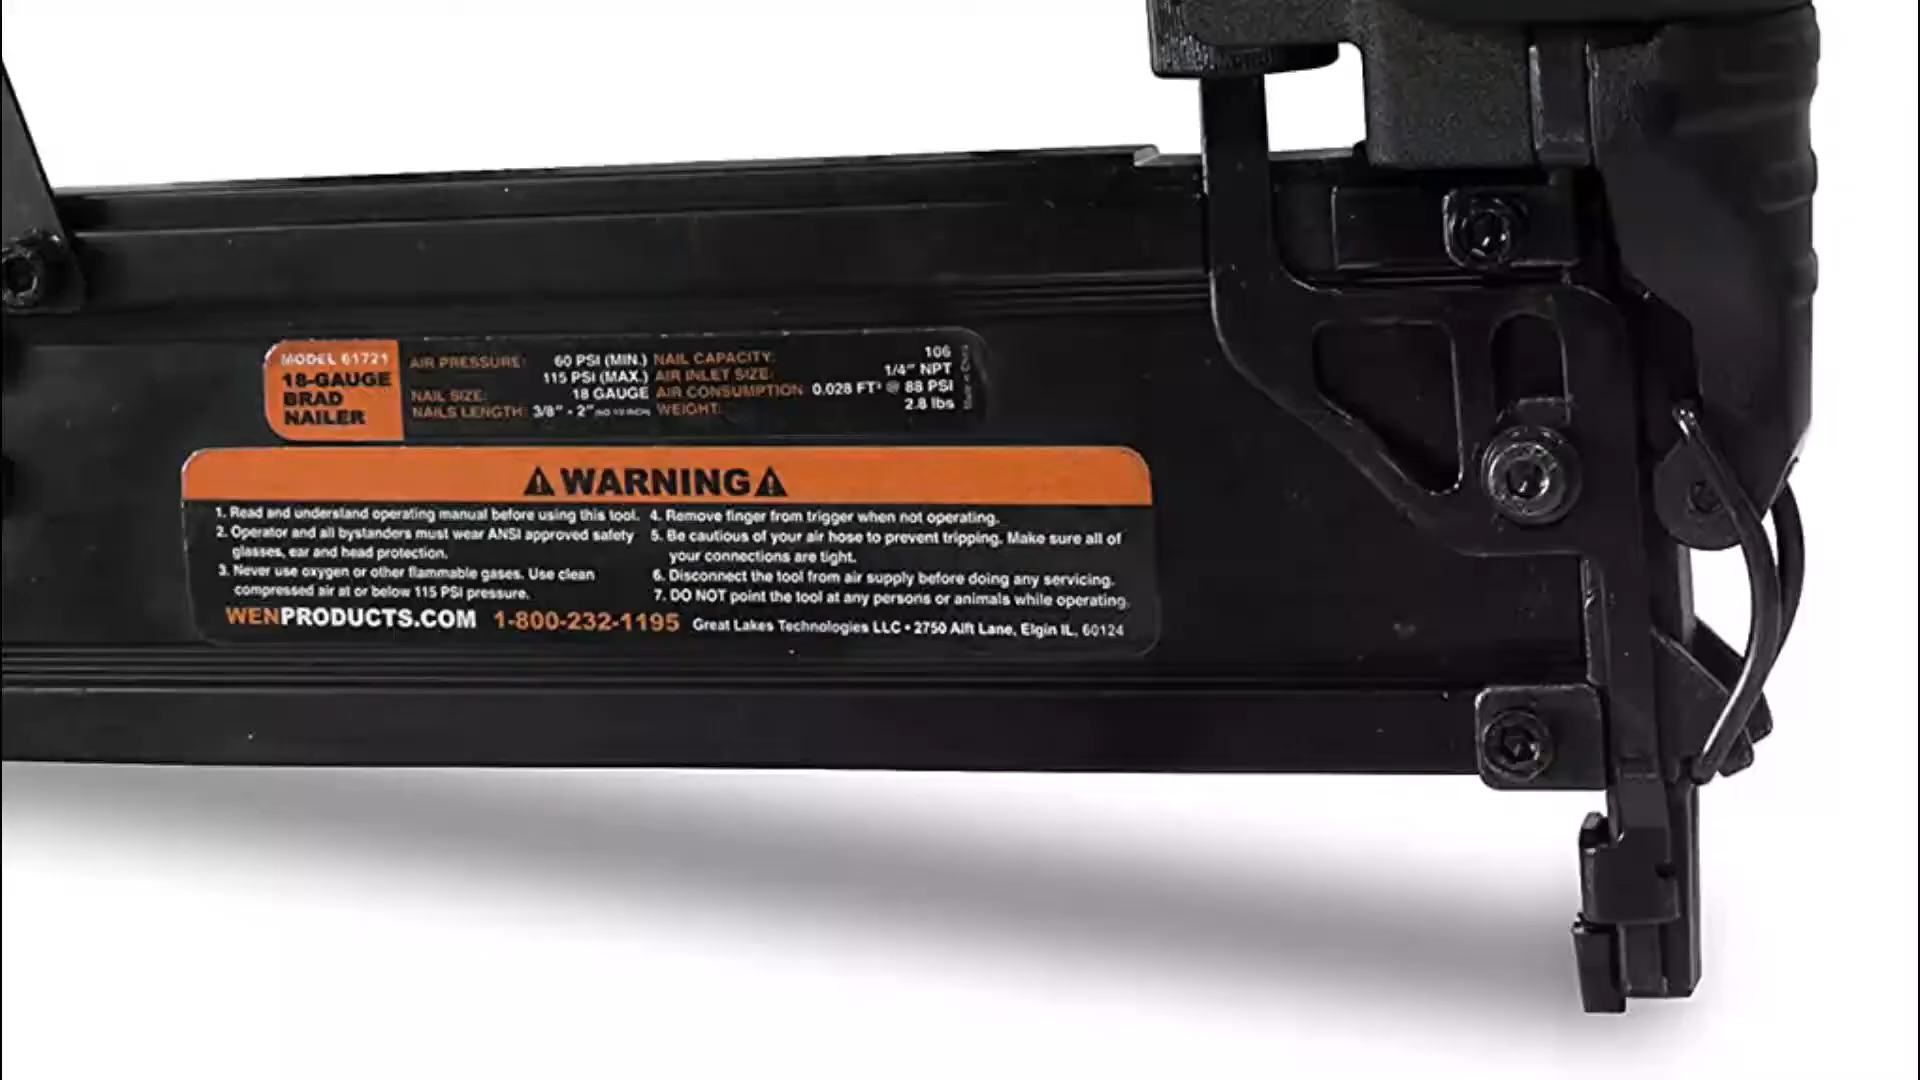 MODEL 61721
18-GAUGE
BRAD
NAILER
AIR PRESSURE: 60 PSI (MIN.)
115 PSI (MAX.)
NAIL SIZE: 18 GAUGE
NAILS LENGTH: 3/8" - 2"
NAIL CAPACITY: 106
AIR INLET SIZE: 1/4" NPT
AIR CONSUMPTION 0.028 FT³ @ 88 PSI
WEIGHT: 2.8 lbs
Made in China
WARNING
1. Read and understand operating manual before using this tool.
2. Operator and all bystanders must wear ANSI approved safety
glasses, ear and head protection.
3. Never use oxygen or other flammable gases. Use clean
compressed air at or below 115 PSI pressure.
4. Remove finger from trigger when not operating.
5. Be cautious of your air hose to prevent tripping. Make sure all of
your connections are tight.
6. Disconnect the tool from air supply before doing any servicing.
7. DO NOT point the tool at any persons or animals while operating.
WENPRODUCTS.COM 1-800-232-1195 Great Lakes Technologies LLC • 2750 Alft Lane, Elgin IL, 60124